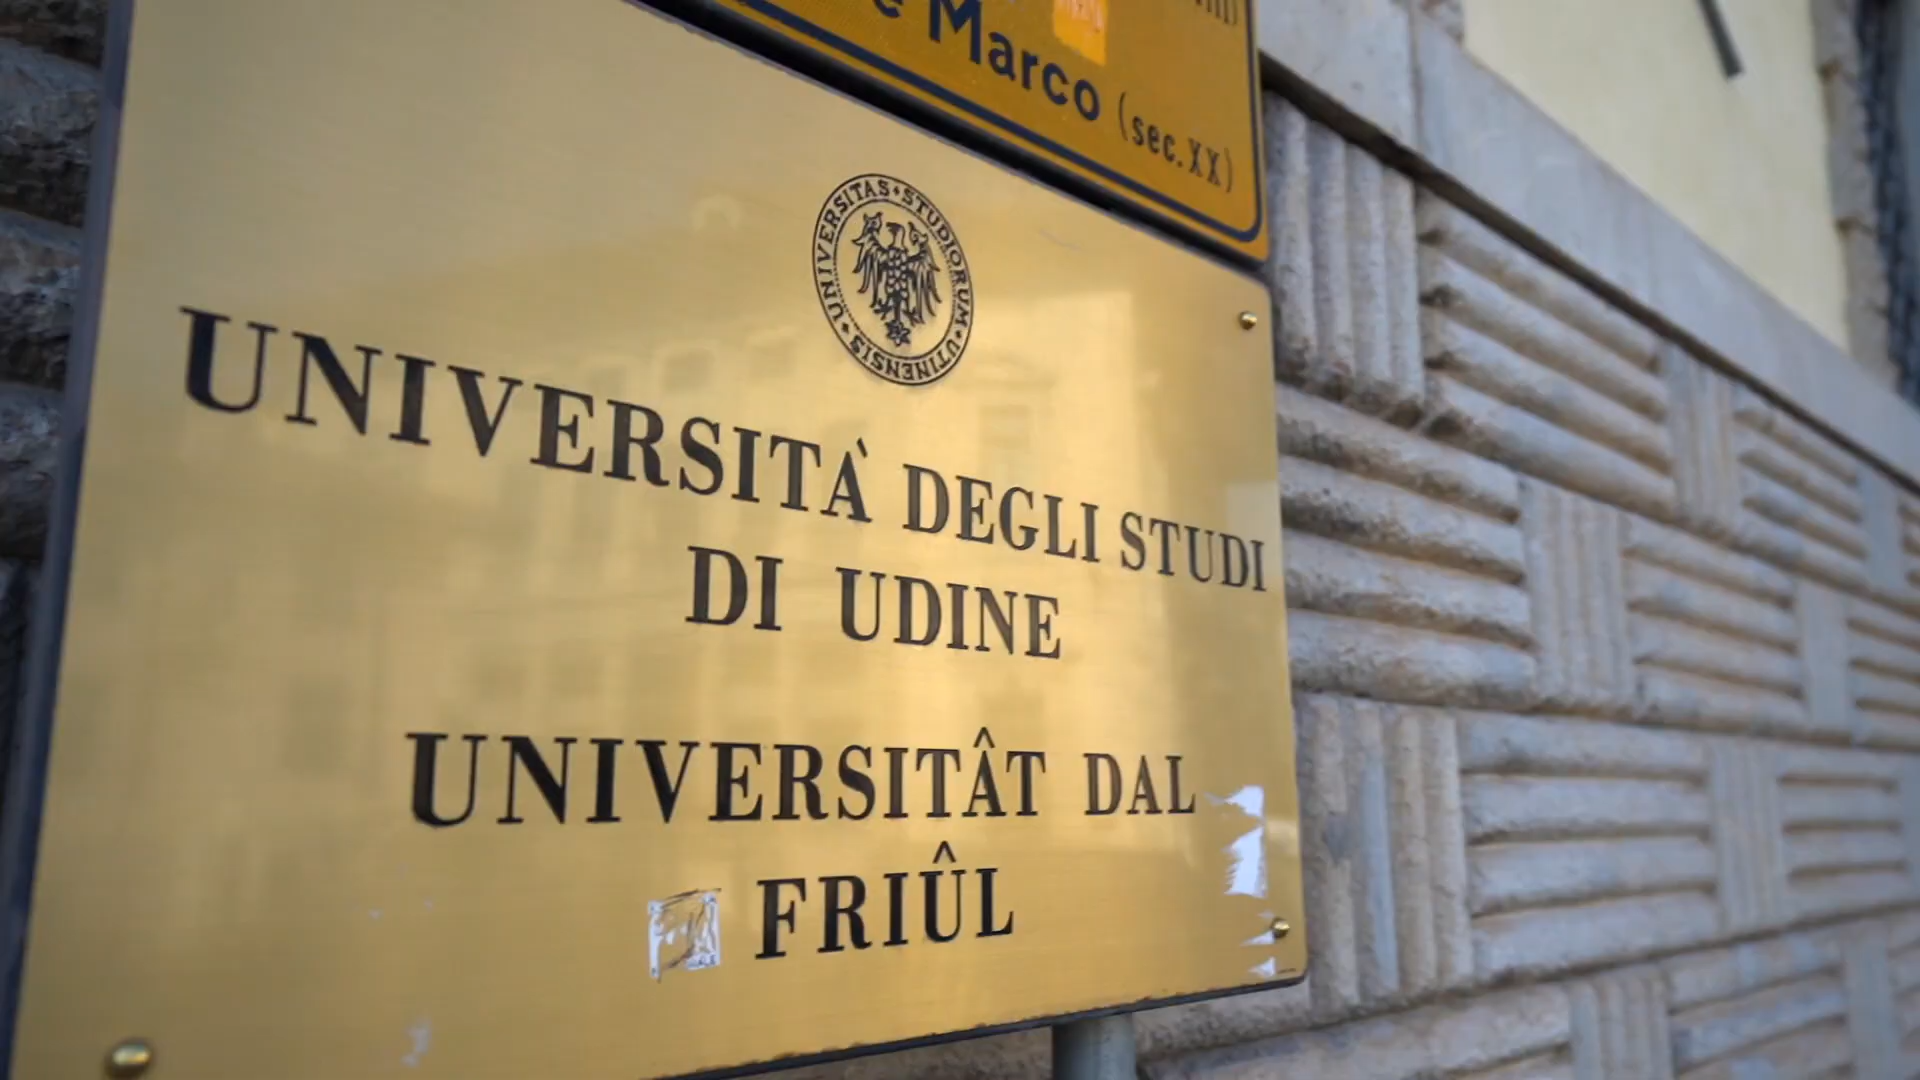 Marco
(sec.XX)
UNIVERSITAS STUDIORUM UTINENSIS
UNIVERSITÀ DEGLI STUDI
DI UDINE
UNIVERSITÂT DAL
FRIÛL